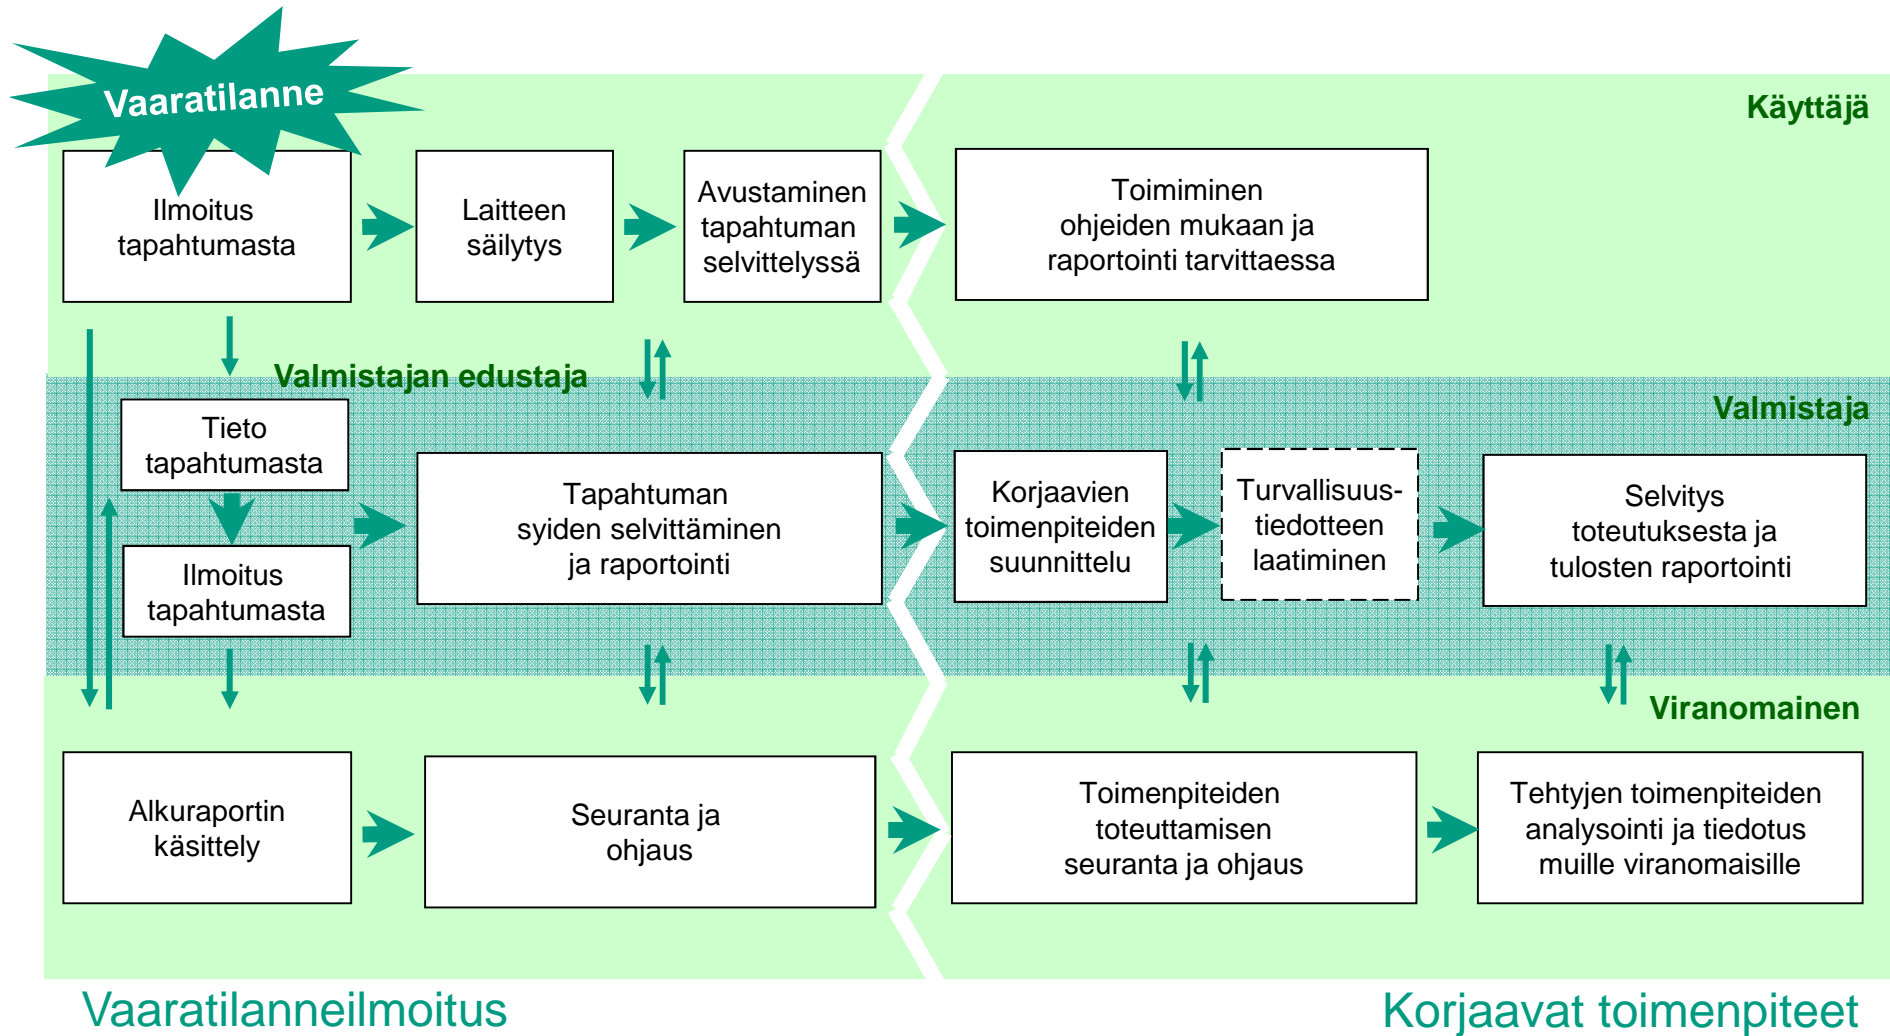 Vaaratilanne
Käyttäjä
Ilmoitus
tapahtumasta
Laitteen
säilytys
Avustaminen
tapahtuman
selvittelyssä
Toimiminen
ohjeiden mukaan ja
raportointi tarvittaessa
Valmistajan edustaja
Valmistaja
Tieto
tapahtumasta
Ilmoitus
tapahtumasta
Tapahtuman
syiden selvittäminen
ja raportointi
Korjaavien
toimenpiteiden
suunnittelu
Turvallisuus-
tiedotteen
laatiminen
Selvitys
toteutuksesta ja
tulosten raportointi
Viranomainen
Alkuraportin
käsittely
Seuranta ja
ohjaus
Toimenpiteiden
toteuttamisen
seuranta ja ohjaus
Tehtyjen toimenpiteiden
analysointi ja tiedotus
muille viranomaisille
Vaaratilanneilmoitus
Korjaavat toimenpiteet